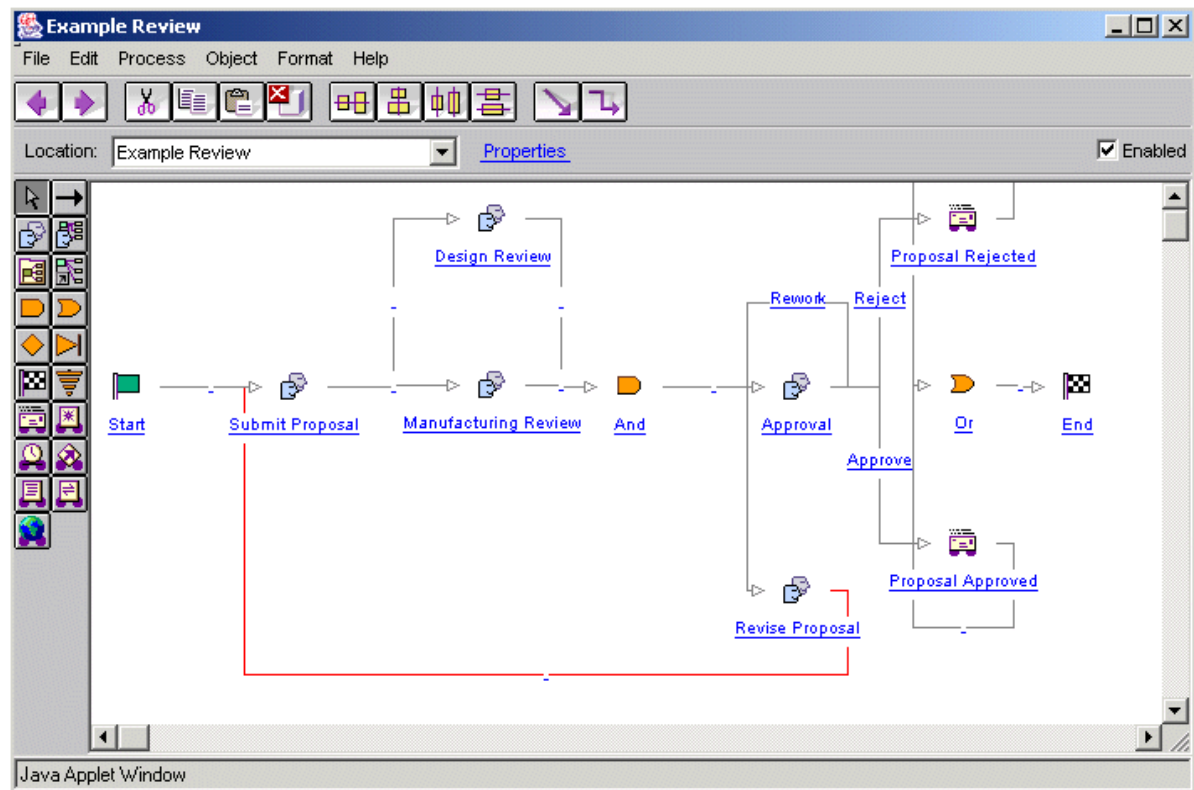 Example Review
File Edit Process Object Format Help
Location: Example Review Properties Enabled
Design Review
Proposal Rejected
Rework Reject
Start Submit Proposal Manufacturing Review And Approval Or End
Approve
Proposal Approved
Revise Proposal
Java Applet Window